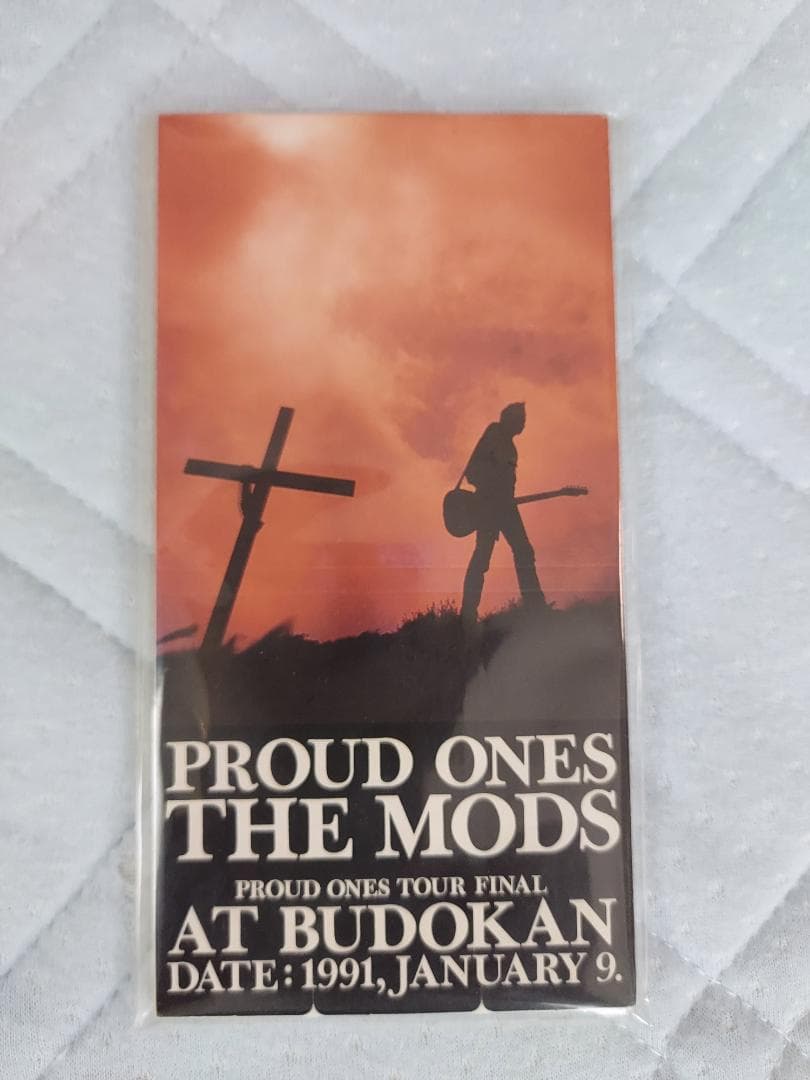 PROUD ONES
THE MODS
PROUD ONES TOUR FINAL
AT BUDOKAN
DATE: 1991, JANUARY 9.